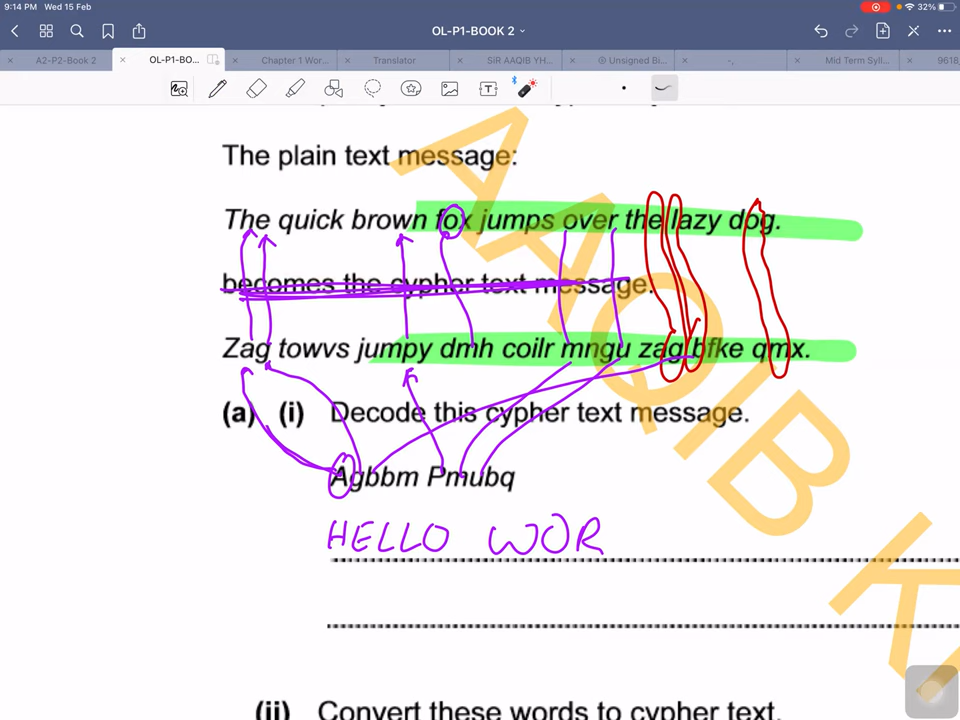 9:14 PM Wed 15 Feb
32%
OL-P1-BOOK 2
A2-P2-Book 2
OL-P1-BO...
Chapter 1 Wor...
Translator
SiR AAQIB YH...
Unsigned Bi...
-,
Mid Term Syll...
9618
The plain text message:
The quick brown fox jumps over the lazy dog.
becomes the cypher text message:
Zag towvs jumpy dmh coilr mngu zag bfke qmx.
(a) (i) Decode this cypher text message.
Agbbm Pmubq
HELLO WOR
(ii) Convert these words to cypher text.
AAQIB K